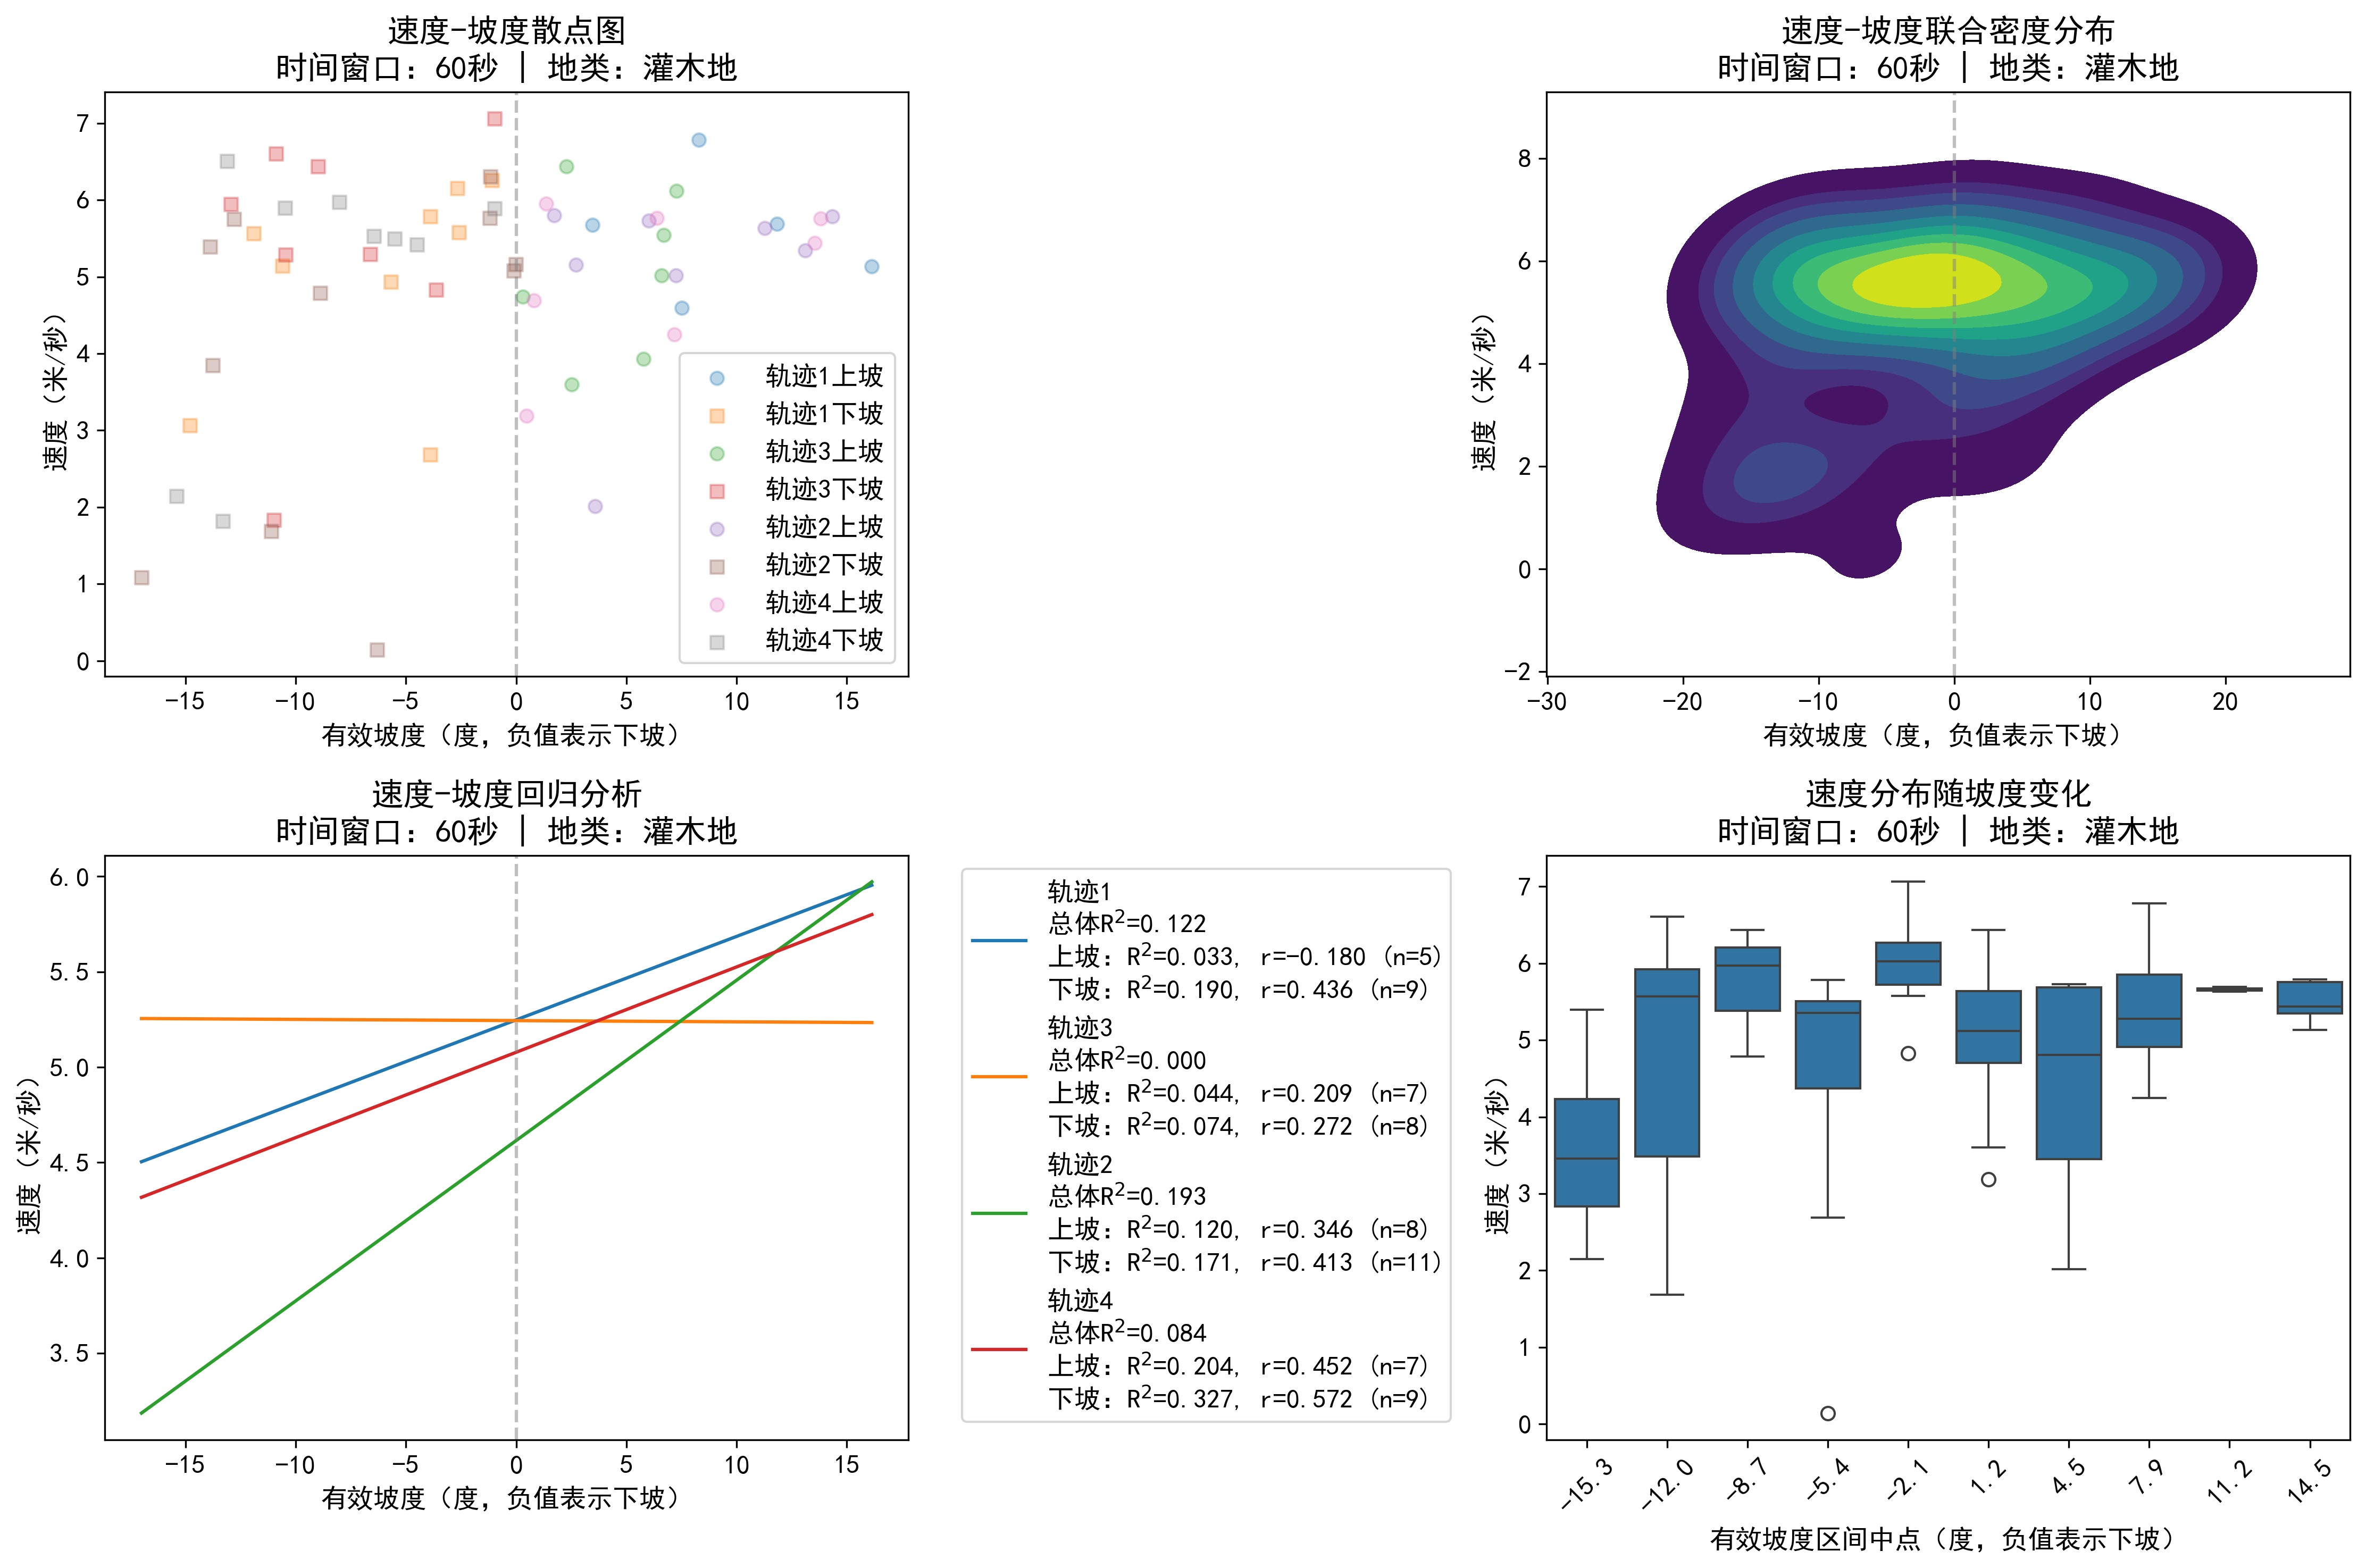 速度-坡度散点图
时间窗口：60秒 | 地类：灌木地
7
6
5
4
3
2
1
0
速度（米/秒）
轨迹1上坡
轨迹1下坡
轨迹3上坡
轨迹3下坡
轨迹2上坡
轨迹2下坡
轨迹4上坡
轨迹4下坡
−15 −10 −5 0 5 10 15
有效坡度（度，负值表示下坡）
速度-坡度联合密度分布
时间窗口：60秒 | 地类：灌木地
8
6
4
2
0
−2
速度（米/秒）
−30 −20 −10 0 10 20
有效坡度（度，负值表示下坡）
速度-坡度回归分析
时间窗口：60秒 | 地类：灌木地
6.0
5.5
5.0
4.5
4.0
3.5
速度（米/秒）
−15 −10 −5 0 5 10 15
有效坡度（度，负值表示下坡）
轨迹1
总体R²=0.122
上坡：R²=0.033, r=-0.180 (n=5)
下坡：R²=0.190, r=0.436 (n=9)
轨迹3
总体R²=0.000
上坡：R²=0.044, r=0.209 (n=7)
下坡：R²=0.074, r=0.272 (n=8)
轨迹2
总体R²=0.193
上坡：R²=0.120, r=0.346 (n=8)
下坡：R²=0.171, r=0.413 (n=11)
轨迹4
总体R²=0.084
上坡：R²=0.204, r=0.452 (n=7)
下坡：R²=0.327, r=0.572 (n=9)
速度分布随坡度变化
时间窗口：60秒 | 地类：灌木地
7
6
5
4
3
2
1
0
速度（米/秒）
-15.3 -12.0 -8.7 -5.4 -2.1 1.2 4.5 7.9 11.2 14.5
有效坡度区间中点（度，负值表示下坡）